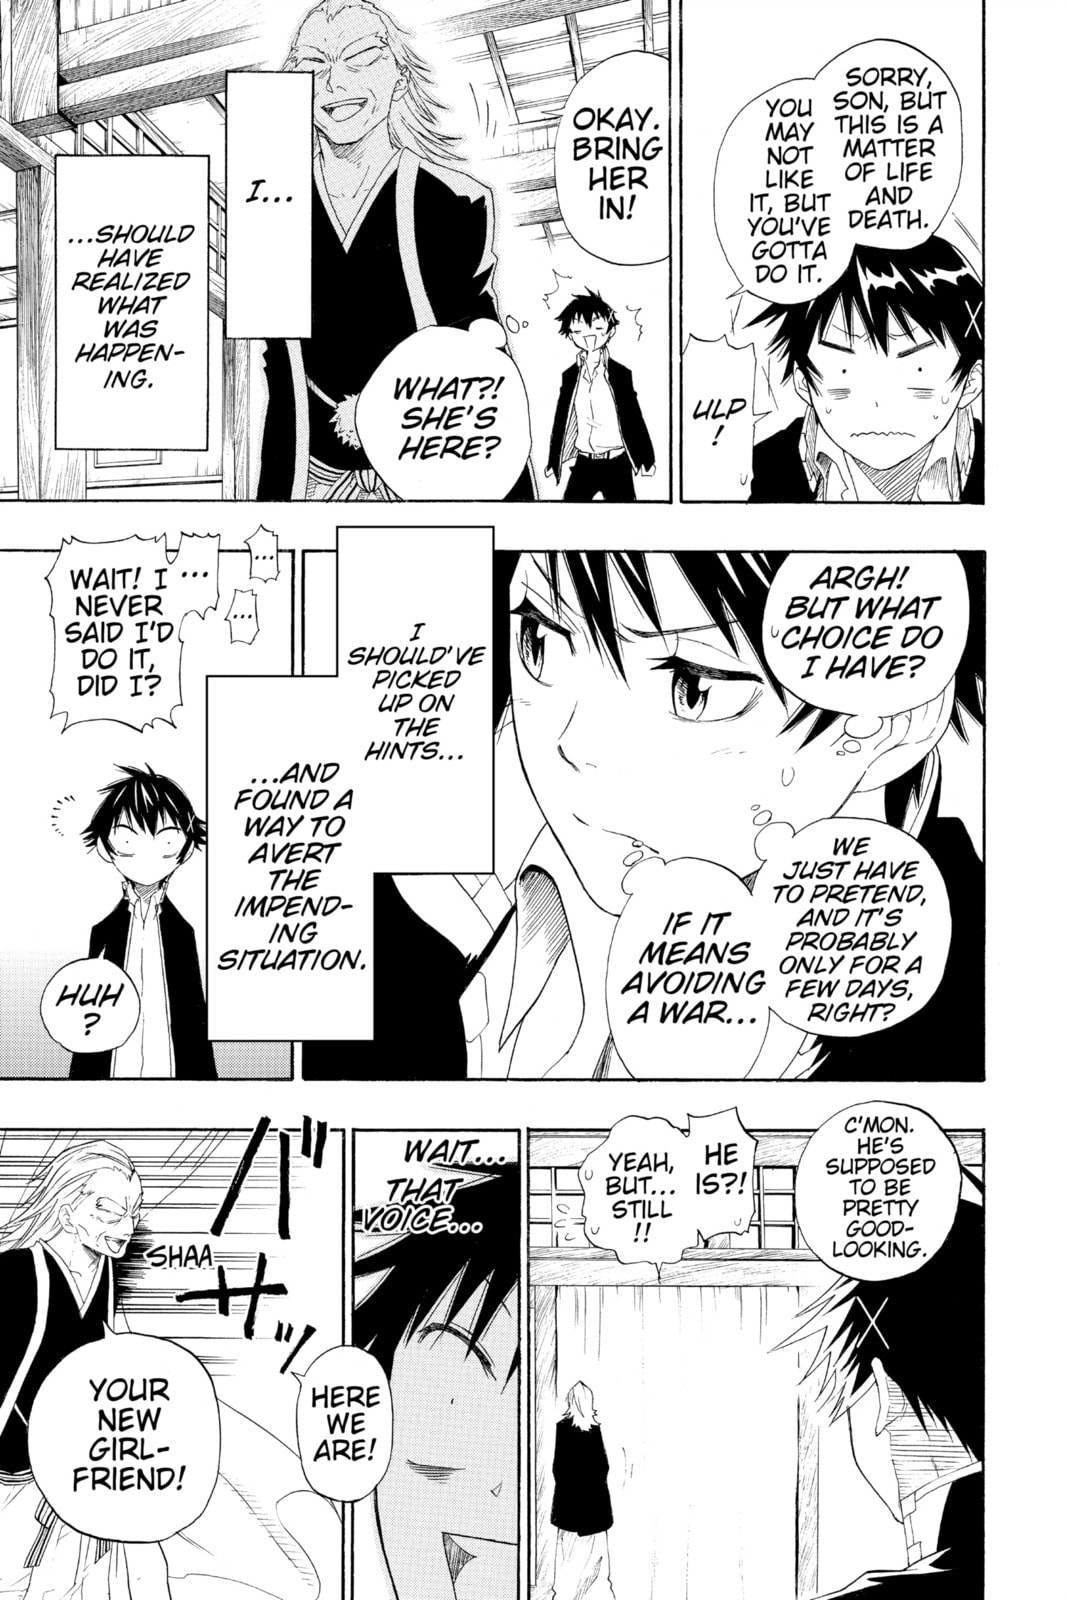 SORRY,
SON, BUT
THIS IS A
MATTER
OF LIFE
AND
DEATH.
YOU
MAY
NOT
LIKE
IT, BUT
YOU'VE
GOTTA
DO IT.
ULP
!
OKAY.
BRING
HER
IN!
WHAT?!
SHE'S
HERE?
I...
...SHOULD
HAVE
REALIZED
WHAT
WAS
HAPPEN-
ING.
ARGH!
BUT WHAT
CHOICE DO
I HAVE?
WE
JUST HAVE
TO PRETEND,
AND IT'S
PROBABLY
ONLY FOR A
FEW DAYS,
RIGHT?
IF IT
MEANS
AVOIDING
A WAR...
I
SHOULD'VE
PICKED
UP ON
THE
HINTS...
...AND
FOUND A
WAY TO
AVERT
THE
IMPEND-
ING
SITUATION.
...
...
...
WAIT! I
NEVER
SAID I'D
DO IT,
DID I?
HUH
?
C'MON.
HE'S
SUPPOSED
TO BE
PRETTY
GOOD-
LOOKING.
HE
IS?!
YEAH,
BUT...
STILL
!!
WAIT...
THAT
VOICE...
HERE
WE
ARE!
ガサッ
SHAA
YOUR
NEW
GIRL-
FRIEND!